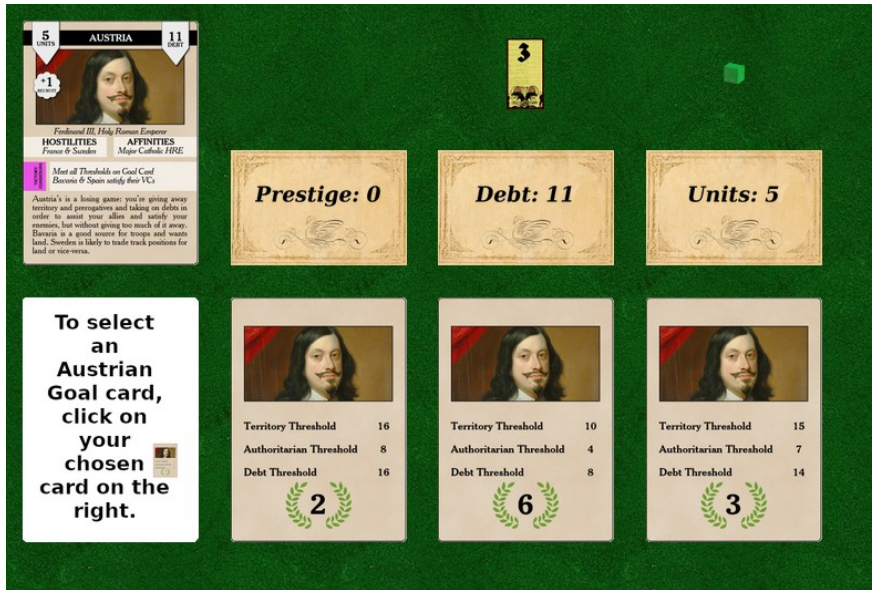 5
UNITS
AUSTRIA
11
DEBT
+1
RECRUIT
Ferdinand III, Holy Roman Emperor
HOSTILITIES
France & Sweden
AFFINITIES
Major Catholic HRE
Meet all Thresholds on Goal Card
Bavaria & Spain satisfy their VCs
Austria's is a losing game: you're giving away
territory and prerogatives and taking on debts in
order to assist your allies and satisfy your
enemies, but without giving too much of it away.
Bavaria is a good source for troops and wants
land. Sweden is likely to trade track positions for
land or vice-versa.
3
Prestige: 0
Debt: 11
Units: 5
To select
an
Austrian
Goal card,
click on
your
chosen
card on the
right.
Territory Threshold 16
Authoritarian Threshold 8
Debt Threshold 16
2
Territory Threshold 10
Authoritarian Threshold 4
Debt Threshold 8
6
Territory Threshold 15
Authoritarian Threshold 7
Debt Threshold 14
3